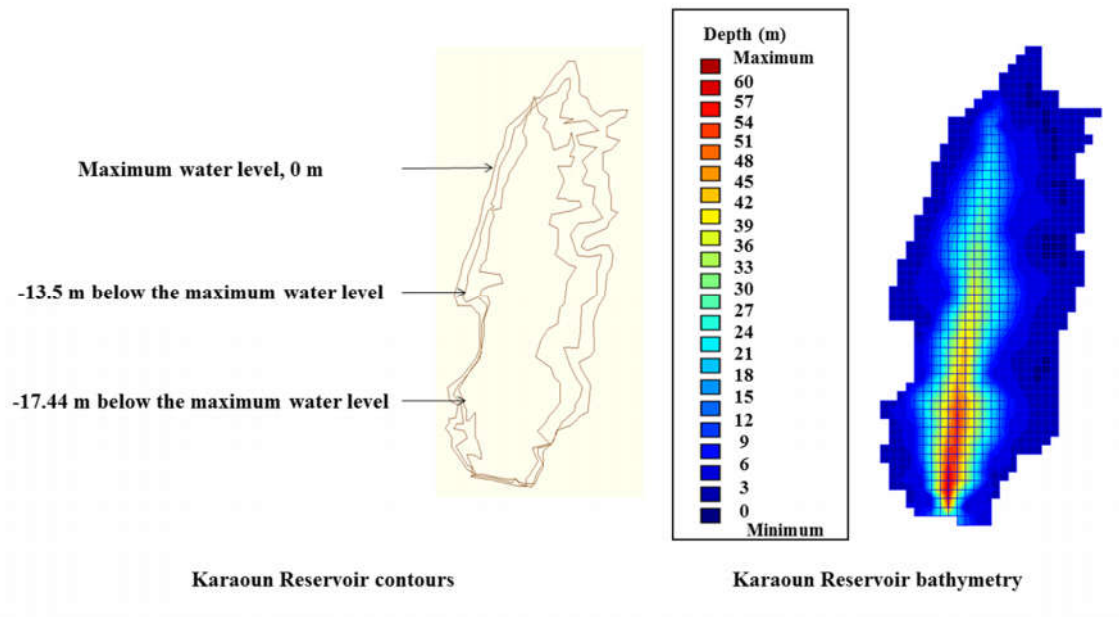 Maximum water level, 0 m
-13.5 m below the maximum water level
-17.44 m below the maximum water level
Karaoun Reservoir contours
Depth (m)
Maximum
60
57
54
51
48
45
42
39
36
33
30
27
24
21
18
15
12
9
6
3
0
Minimum
Karaoun Reservoir bathymetry